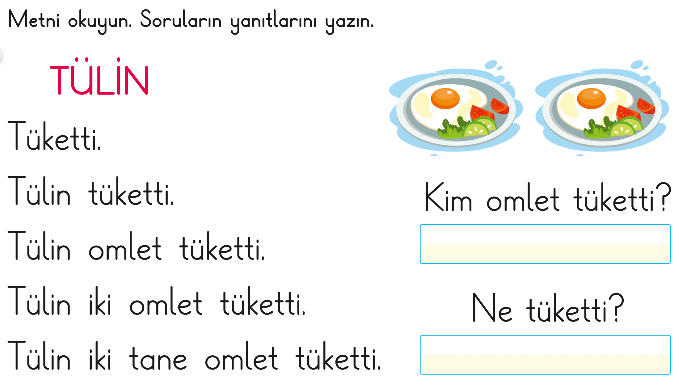 Metni okuyun. Soruların yanıtlarını yazın.
TÜLİN
Tüketti.
Tülin tüketti.
Tülin omlet tüketti.
Tülin iki omlet tüketti.
Tülin iki tane omlet tüketti.
Kim omlet tüketti?
Ne tüketti?